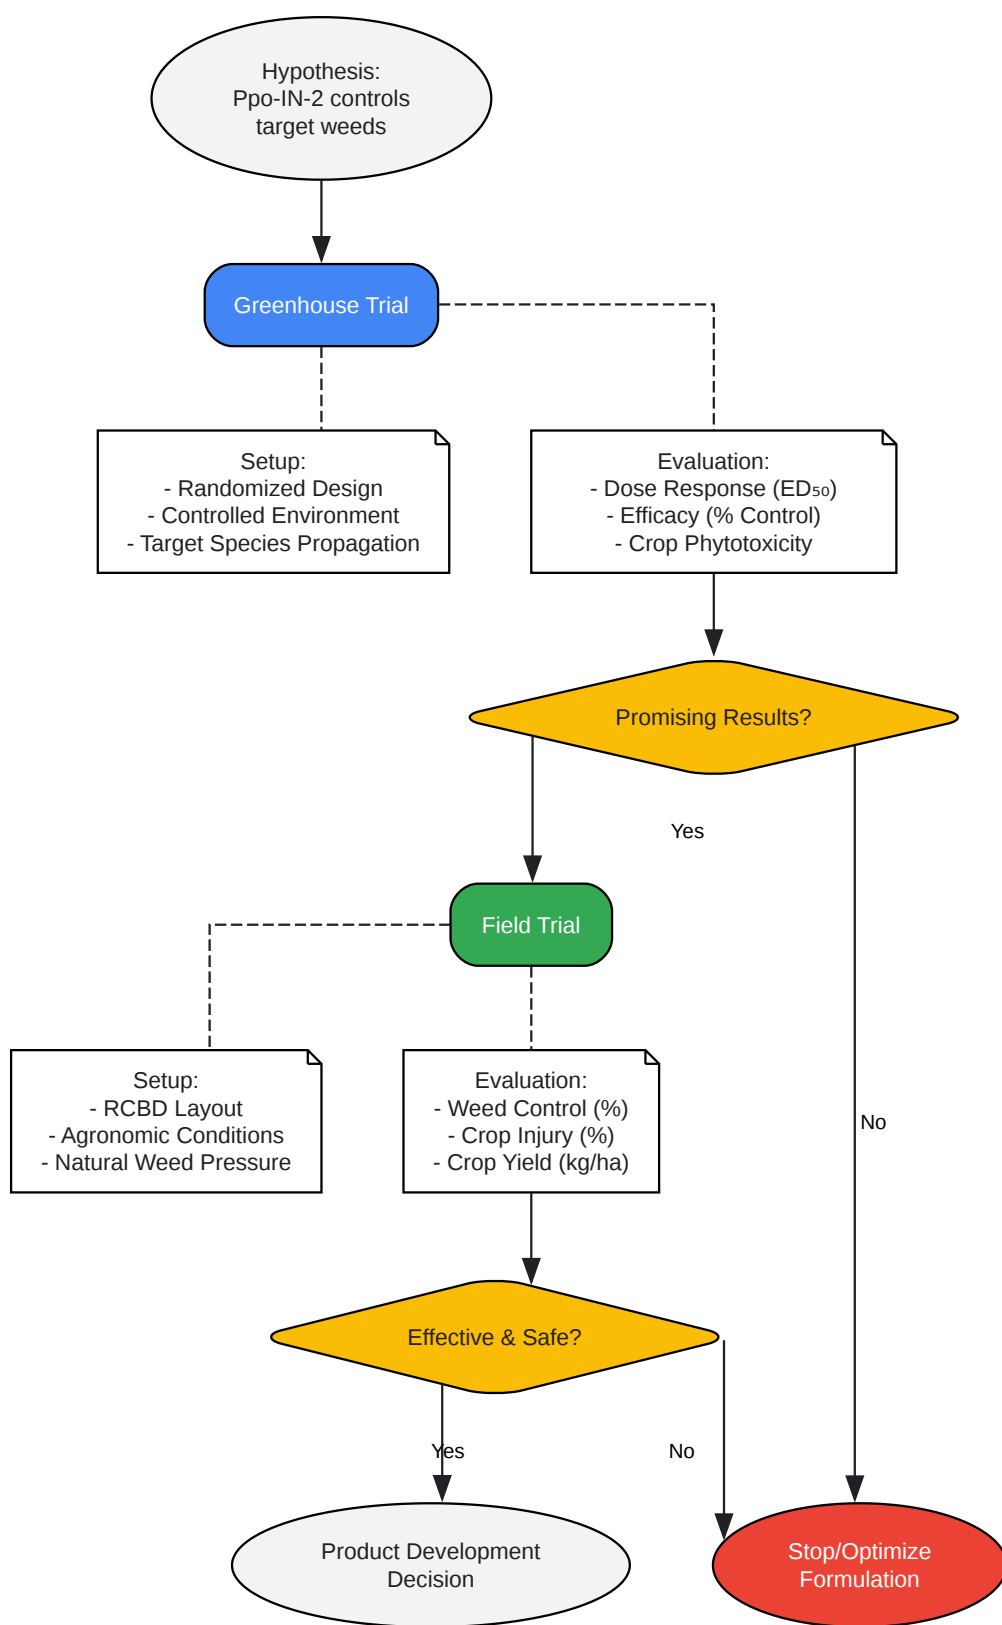 Hypothesis:
Ppo-IN-2 controls
target weeds
Greenhouse Trial
Setup:
- Randomized Design
- Controlled Environment
- Target Species Propagation
Evaluation:
- Dose Response (ED₅₀)
- Efficacy (% Control)
- Crop Phytotoxicity
Promising Results?
Yes
Field Trial
Setup:
- RCBD Layout
- Agronomic Conditions
- Natural Weed Pressure
Evaluation:
- Weed Control (%)
- Crop Injury (%)
- Crop Yield (kg/ha)
No
Effective & Safe?
Yes
No
Product Development
Decision
Stop/Optimize
Formulation